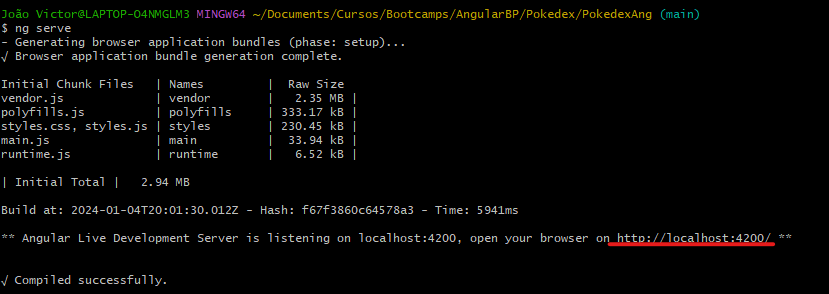 João Victor@LAPTOP-O4NMGLM3 MINGW64 ~/Documents/Cursos/Bootcamps/AngularBP/Pokedex/PokedexAng (main)
$ ng serve
- Generating browser application bundles (phase: setup)...
√ Browser application bundle generation complete.
Initial Chunk Files | Names | Raw Size
vendor.js | vendor | 2.35 MB |
polyfills.js | polyfills | 333.17 kB |
styles.css, styles.js | styles | 230.45 kB |
main.js | main | 33.94 kB |
runtime.js | runtime | 6.52 kB |
| Initial Total | 2.94 MB
Build at: 2024-01-04T20:01:30.012Z - Hash: f67f3860c64578a3 - Time: 5941ms
** Angular Live Development Server is listening on localhost:4200, open your browser on http://localhost:4200/ **
√ Compiled successfully.